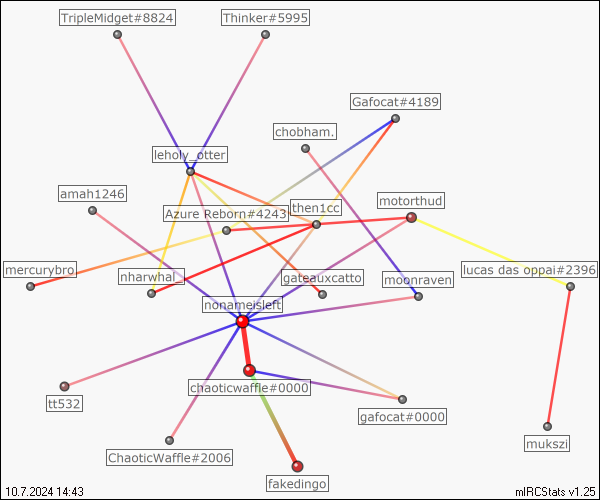 TripleMidget#8824
Thinker#5995
Gafocat#4189
chobham.
leholy_otter
amah1246
motorthud
Azure Reborn#4243
then1cc
mercurybro
nharwhal_
gateauxcatto
moonraven
lucas das oppai#2396
nonameisleft
chaoticwaffle#0000
tt532
gafocat#0000
ChaoticWaffle#2006
mukszi
fakedingo
10.7.2024 14:43
mIRCStats v1.25